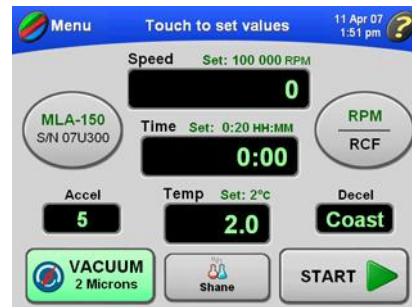 Menu
Touch to set values
11 Apr 07
1:51 pm
?
Speed Set: 100 000 RPM
0
MLA-150
S/N 07U300
Time Set: 0:20 HH:MM
0:00
RPM
RCF
Accel
5
Temp Set: 2°C
2.0
Decel
Coast
VACUUM
2 Microns
Shane
START